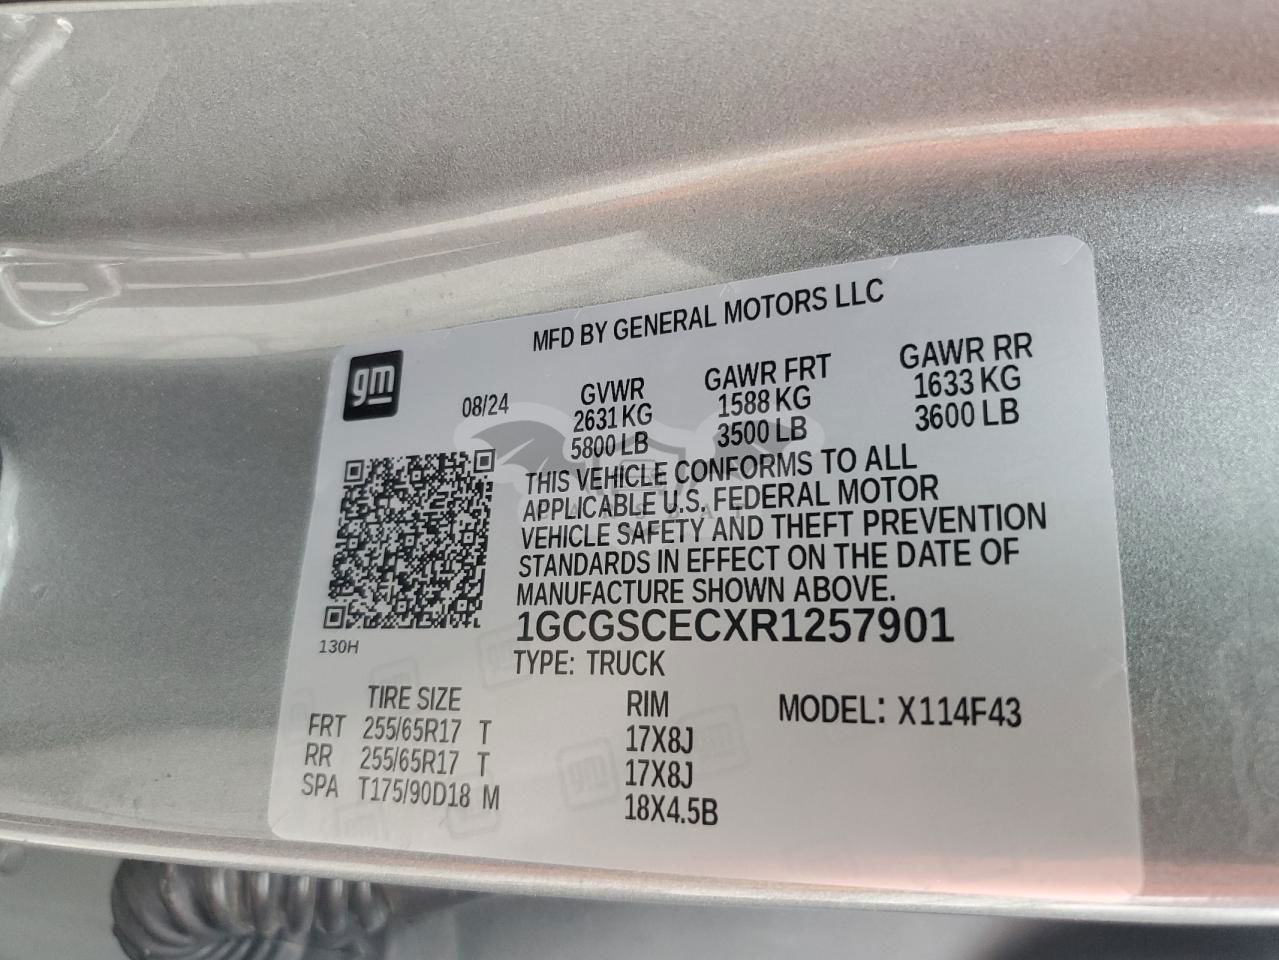 MFD BY GENERAL MOTORS LLC
gm
08/24
GVWR
2631 KG
5800 LB
GAWR FRT
1588 KG
3500 LB
GAWR RR
1633 KG
3600 LB
THIS VEHICLE CONFORMS TO ALL
APPLICABLE U.S. FEDERAL MOTOR
VEHICLE SAFETY AND THEFT PREVENTION
STANDARDS IN EFFECT ON THE DATE OF
MANUFACTURE SHOWN ABOVE.
1GCGSCECXR1257901
130H
TYPE: TRUCK
TIRE SIZE
RIM
MODEL: X114F43
FRT 255/65R17 T 17X8J
RR 255/65R17 T 17X8J
SPA T175/90D18 M 18X4.5B
gm